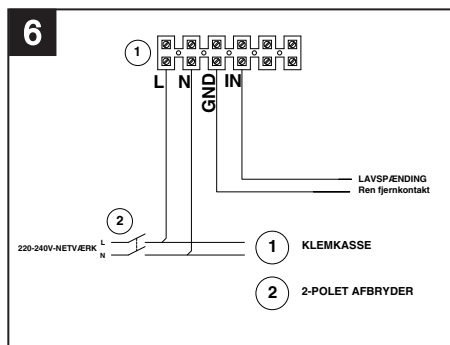 6
1
L N GND IN
LAVSPÆNDING
Ren fjernkontakt
2
220-240V-NETVÆRK L
N
1 KLEMKASSE
2 2-POLET AFBRYDER